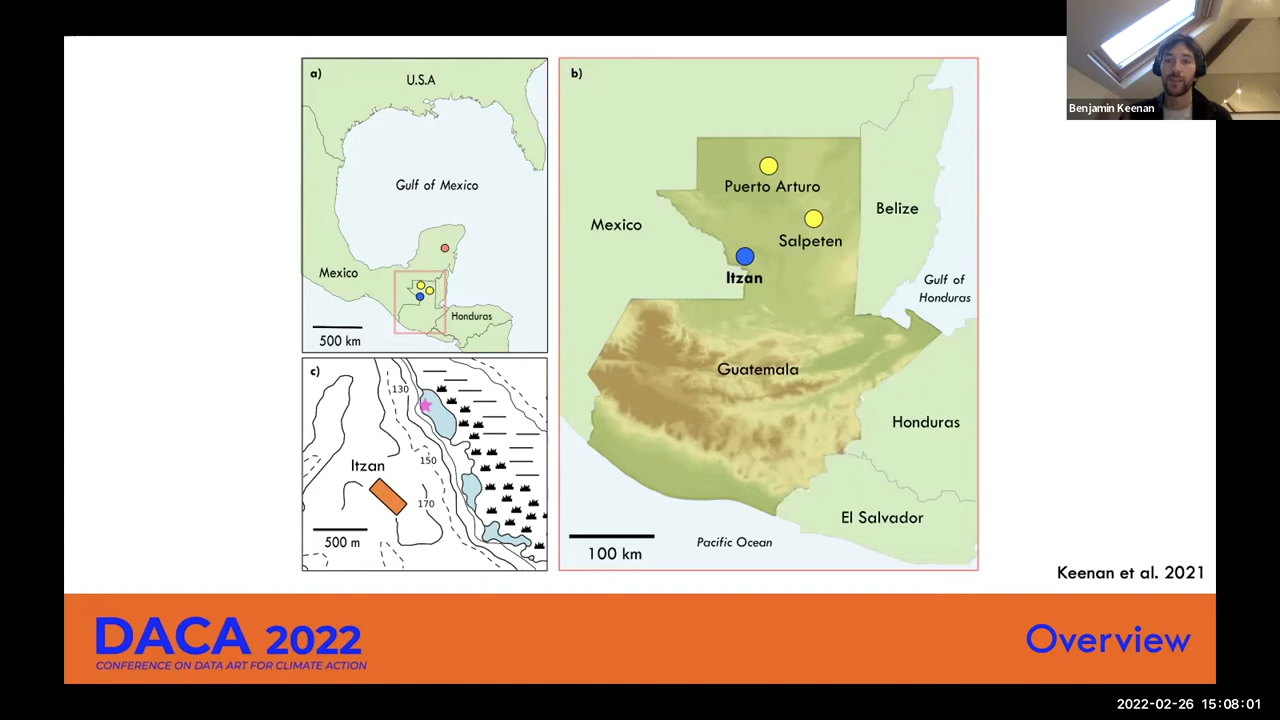 a)
U.S.A
Gulf of Mexico
Mexico
Honduras
500 km
b)
Puerto Arturo
Mexico
Salpeten
Belize
Itzan
Gulf of
Honduras
Guatemala
Honduras
El Salvador
Pacific Ocean
100 km
c)
130
Itzan
150
170
500 m
Keenan et al. 2021
DACA 2022
CONFERENCE ON DATA ART FOR CLIMATE ACTION
Overview
Benjamin Keenan
2022-02-26 15:08:01